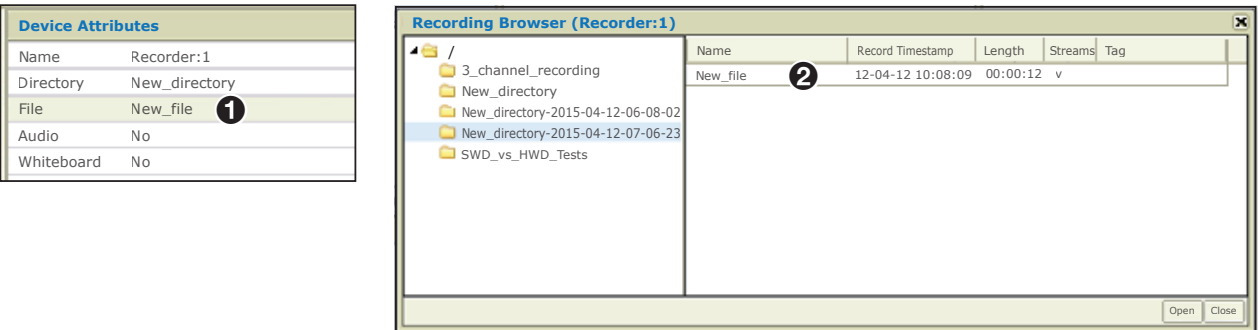 Device Attributes
Name Recorder:1
Directory New_directory
File New_file 1
Audio No
Whiteboard No
Recording Browser (Recorder:1)
/
3_channel_recording
New_directory
New_directory-2015-04-12-06-08-02
New_directory-2015-04-12-07-06-23
SWD_vs_HWD_Tests
Name Record Timestamp Length Streams Tag
New_file 2 12-04-12 10:08:09 00:00:12 v
Open Close